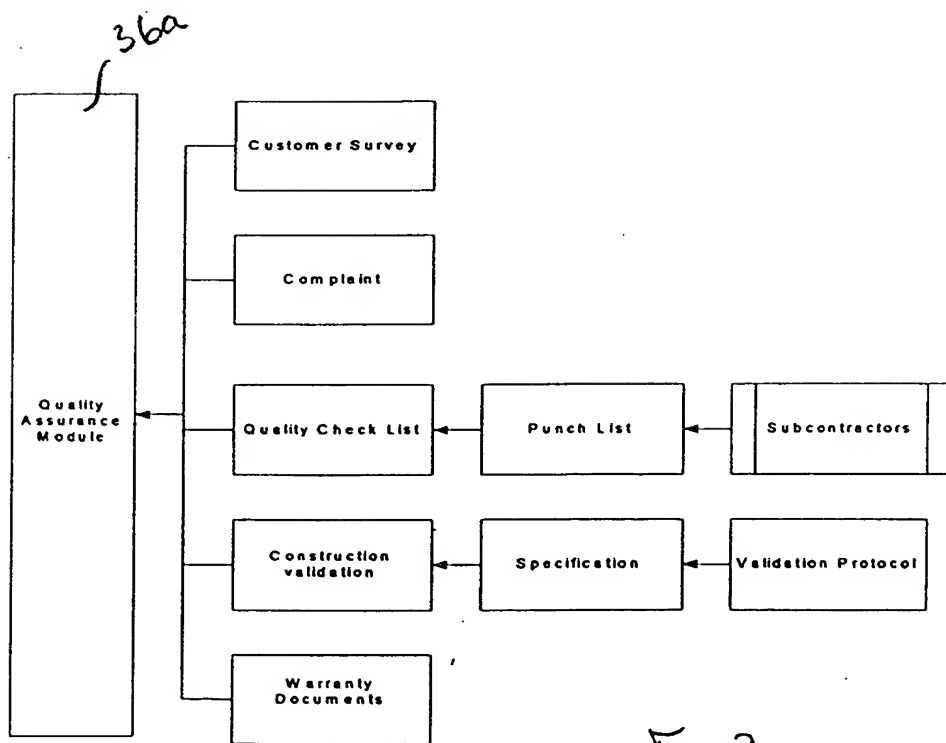 36a
Customer Survey
Complaint
Quality
Assurance
Module
Quality Check List
Punch List
Subcontractors
Construction
validation
Specification
Validation Protocol
Warranty
Documents